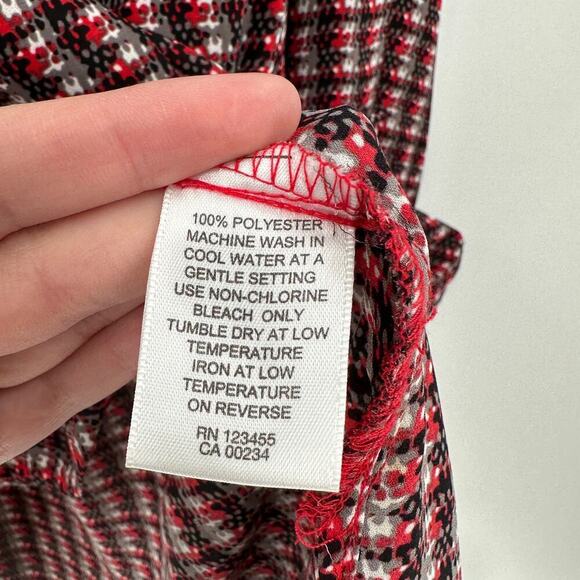 100% POLYESTER
MACHINE WASH IN
COOL WATER AT A
GENTLE SETTING
USE NON-CHLORINE
BLEACH ONLY
TUMBLE DRY AT LOW
TEMPERATURE
IRON AT LOW
TEMPERATURE
ON REVERSE
RN 123455
CA 00234